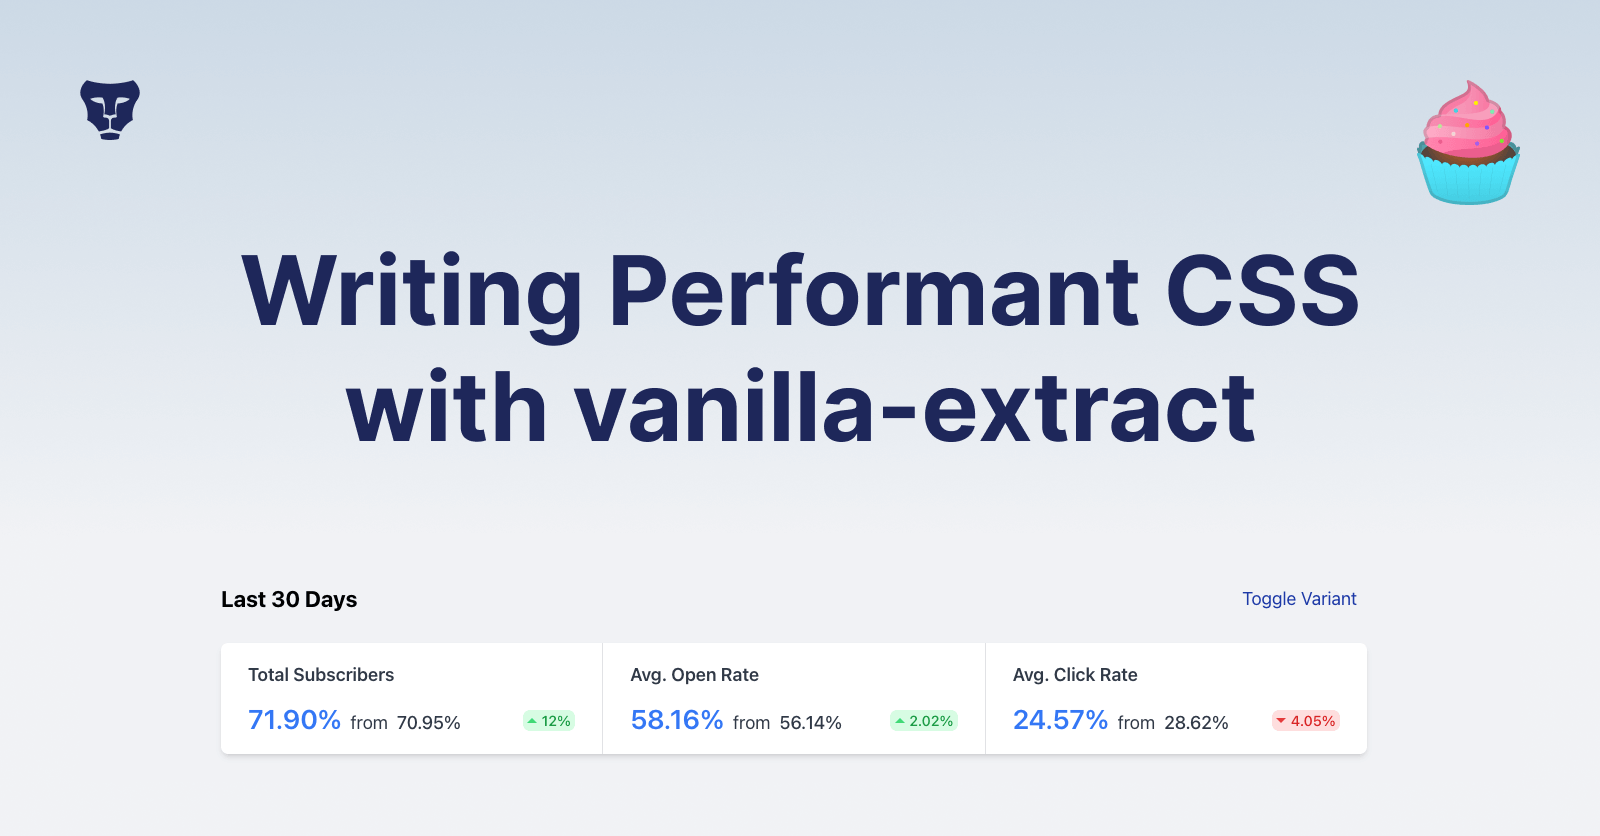 Writing Performant CSS
with vanilla-extract
Last 30 Days
Toggle Variant
Total Subscribers
71.90% from 70.95%
12%
Avg. Open Rate
58.16% from 56.14%
2.02%
Avg. Click Rate
24.57% from 28.62%
4.05%